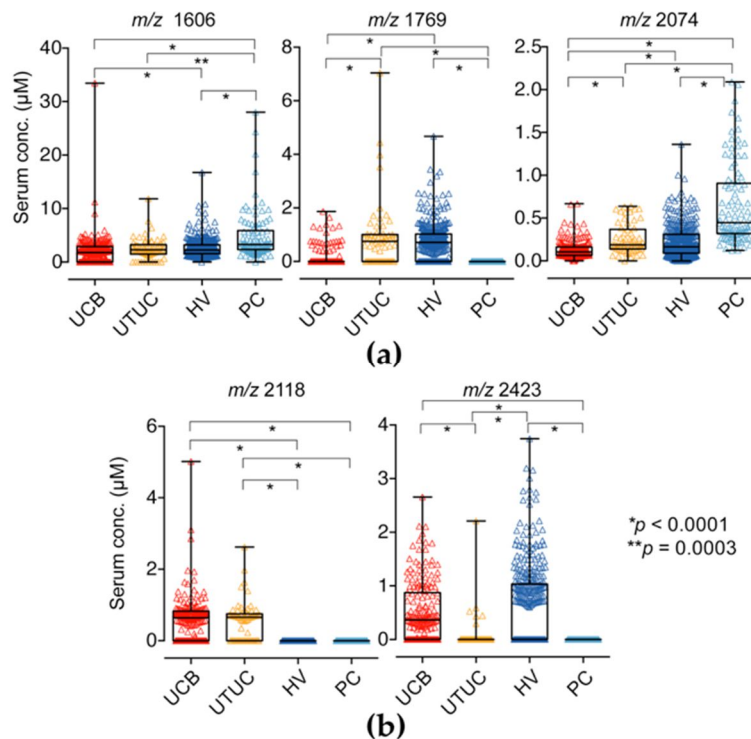 m/z 1606
m/z 1769
m/z 2074
Serum conc. (μM)
40
30
20
10
0
8
6
4
2
0
2.5
2.0
1.5
1.0
0.5
0.0
*
*
**
*
*
*
*
*
*
*
*
*
*
*
UCB
UTUC
HV
PC
UCB
UTUC
HV
PC
UCB
UTUC
HV
PC
(a)
m/z 2118
m/z 2423
Serum conc. (μM)
6
4
2
0
4
3
2
1
0
*
*
*
*
*
*
*
*
*
*p < 0.0001
**p = 0.0003
UCB
UTUC
HV
PC
UCB
UTUC
HV
PC
(b)